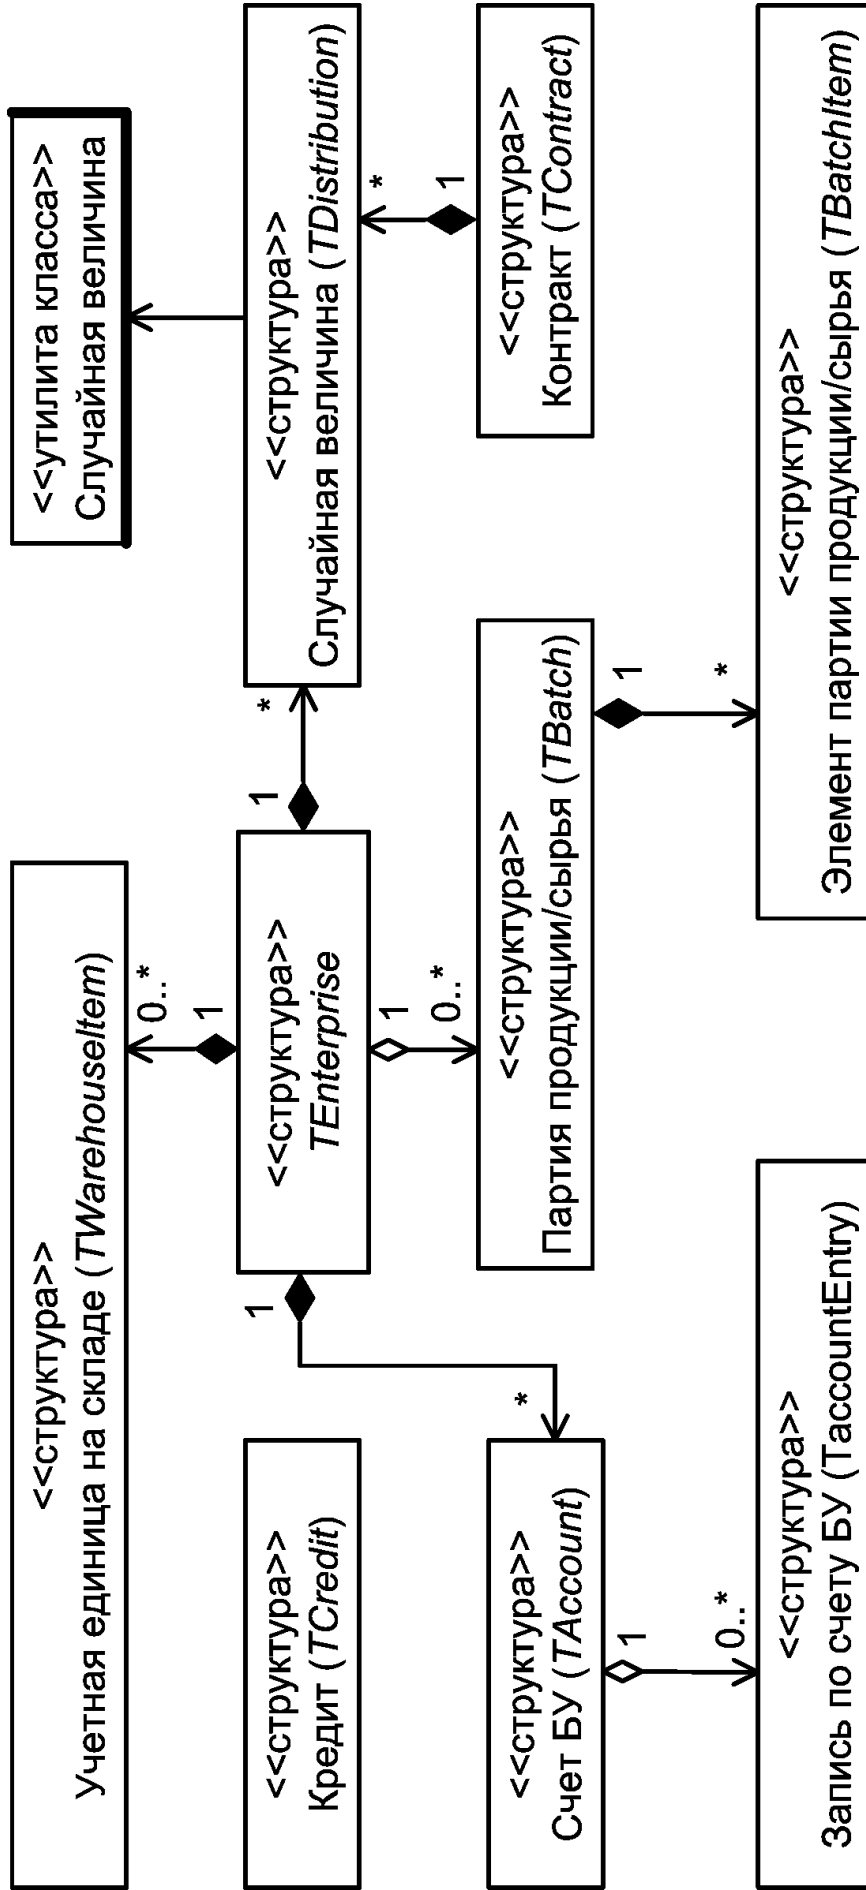 <<структура>>
Учетная единица на складе (TWarehouseItem)
<<утилита класса>>
Случайная величина
0..*
1
<<структура>>
Кредит (TCredit)
<<структура>>
TEnterprise
1
1
*
<<структура>>
Случайная величина (TDistribution)
1
0..*
*
1
*
<<структура>>
Счет БУ (TAccount)
<<структура>>
Партия продукции/сырья (TBatch)
<<структура>>
Контракт (TContract)
1
0..*
1
*
<<структура>>
Запись по счету БУ (TaccountEntry)
<<структура>>
Элемент партии продукции/сырья (TBatchItem)